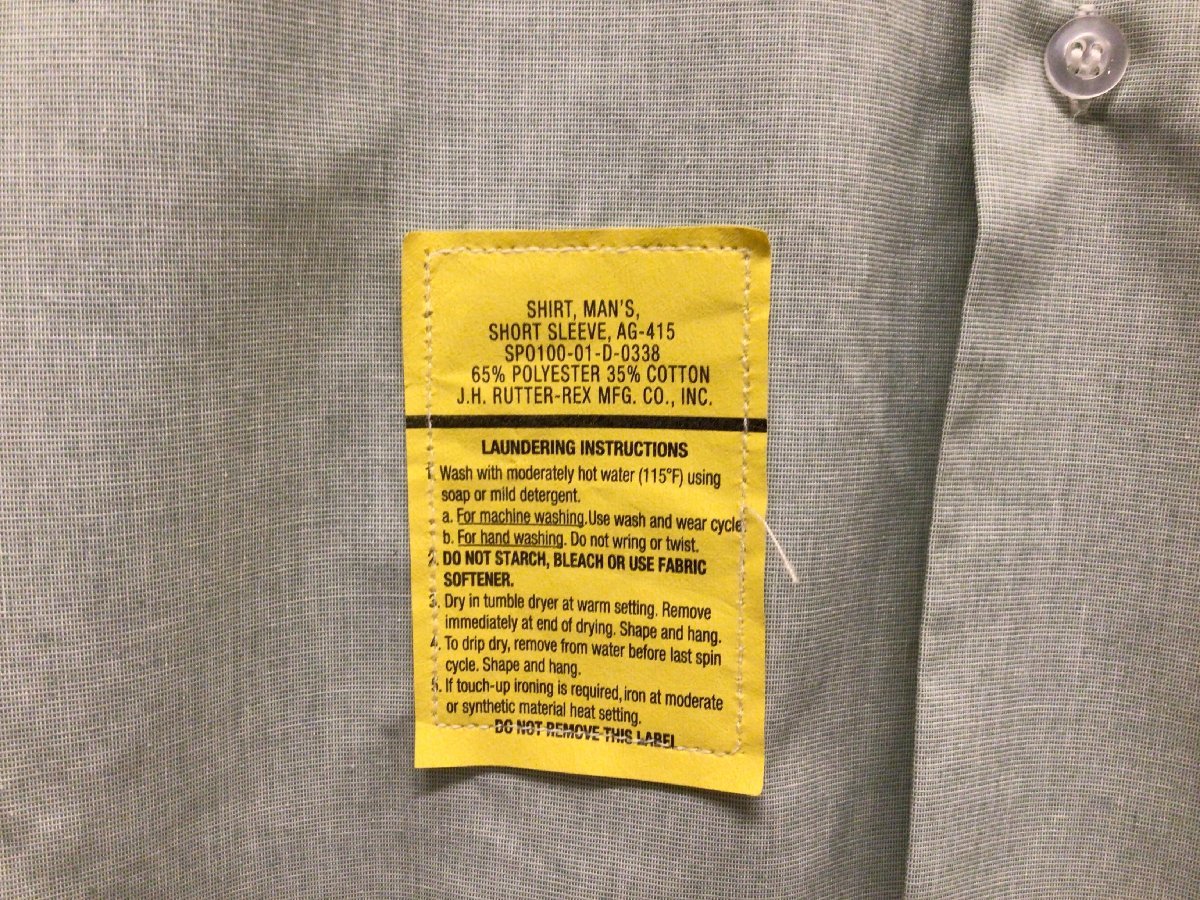 SHIRT, MAN'S,
SHORT SLEEVE, AG-415
SPO100-01-D-0338
65% POLYESTER 35% COTTON
J.H. RUTTER-REX MFG. CO., INC.
LAUNDERING INSTRUCTIONS
1. Wash with moderately hot water (115°F) using
soap or mild detergent.
a. For machine washing. Use wash and wear cycle.
b. For hand washing. Do not wring or twist.
2. DO NOT STARCH, BLEACH OR USE FABRIC
SOFTENER.
3. Dry in tumble dryer at warm setting. Remove
immediately at end of drying. Shape and hang.
4. To drip dry, remove from water before last spin
cycle. Shape and hang.
5. If touch-up ironing is required, iron at moderate
or synthetic material heat setting.
DO NOT REMOVE THIS LABEL